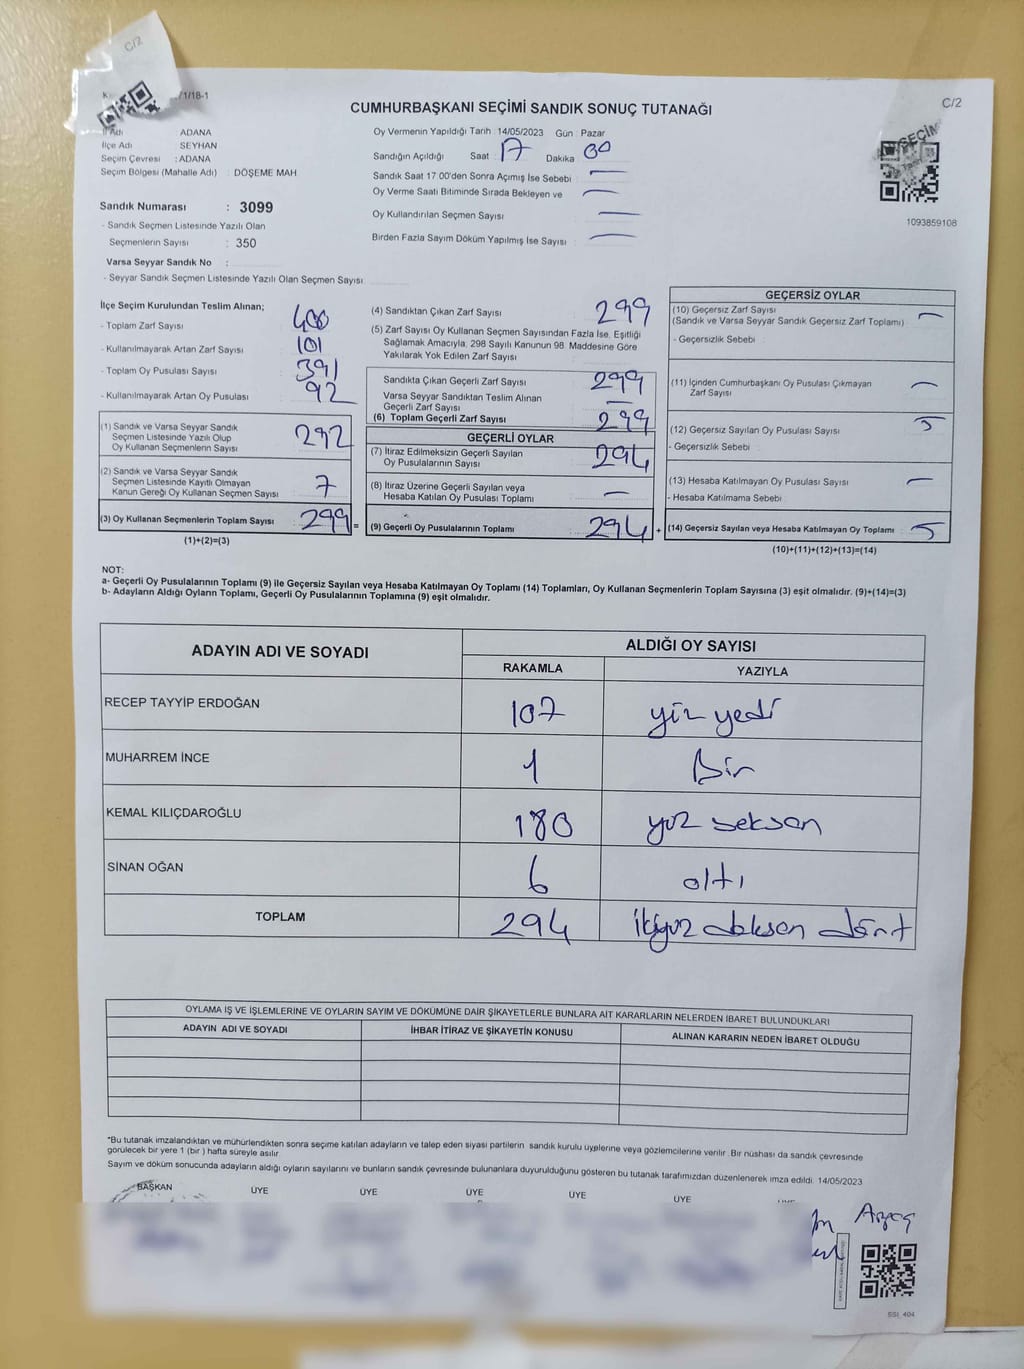 C/2
/1/18-1
CUMHURBAŞKANI SEÇİMİ SANDIK SONUÇ TUTANAĞI
C/2
İl Adı ADANA
İlçe Adı SEYHAN
Seçim Çevresi : ADANA
Seçim Bölgesi (Mahalle Adı) : DÖŞEME MAH
Sandık Numarası : 3099
- Sandık Seçmen Listesinde Yazılı Olan
Seçmenlerin Sayısı : 350
Varsa Seyyar Sandık No :
- Seyyar Sandık Seçmen Listesinde Yazılı Olan Seçmen Sayısı
Oy Vermenin Yapıldığı Tarih 14/05/2023 Gün : Pazar
Sandığın Açıldığı Saat 17 Dakika 00
Sandık Saat 17 00'den Sonra Açımış İse Sebebi —
Oy Verme Saati Bitiminde Sırada Bekleyen ve —
Oy Kullandırılan Seçmen Sayısı —
Birden Fazla Sayım Döküm Yapılmış İse Sayısı —
SEÇİM
1093859108
İlçe Seçim Kurulundan Teslim Alınan;
- Toplam Zarf Sayısı 400
- Kullanılmayarak Artan Zarf Sayısı 101
- Toplam Oy Pusulası Sayısı 391
- Kullanılmayarak Artan Oy Pusulası 92
(1) Sandık ve Varsa Seyyar Sandık
Seçmen Listesinde Yazılı Olup
Oy Kullanan Seçmenlerin Sayısı 292
(2) Sandık ve Varsa Seyyar Sandık
Seçmen Listesinde Kayıtlı Olmayan
Kanun Gereği Oy Kullanan Seçmen Sayısı 7
(3) Oy Kullanan Seçmenlerin Toplam Sayısı 299 =
(1)+(2)=(3)
(4) Sandıktan Çıkan Zarf Sayısı 299
(5) Zarf Sayısı Oy Kullanan Seçmen Sayısından Fazla İse, Eşitliği
Sağlamak Amacıyla, 298 Sayılı Kanunun 98. Maddesine Göre
Yakılarak Yok Edilen Zarf Sayısı
Sandıkta Çıkan Geçerli Zarf Sayısı 299
Varsa Seyyar Sandıktan Teslim Alınan
Geçerli Zarf Sayısı —
(6) Toplam Geçerli Zarf Sayısı 299
GEÇERLİ OYLAR
(7) İtiraz Edilmeksizin Geçerli Sayılan
Oy Pusulalarının Sayısı 294
(8) İtiraz Üzerine Geçerli Sayılan veya
Hesaba Katılan Oy Pusulası Toplamı —
(9) Geçerli Oy Pusulalarının Toplamı 294 +
GEÇERSİZ OYLAR
(10) Geçersiz Zarf Sayısı —
(Sandık ve Varsa Seyyar Sandık Geçersiz Zarf Toplamı)
- Geçersizlik Sebebi
(11) İçinden Cumhurbaşkanı Oy Pusulası Çıkmayan
Zarf Sayısı —
(12) Geçersiz Sayılan Oy Pusulası Sayısı 5
- Geçersizlik Sebebi
(13) Hesaba Katılmayan Oy Pusulası Sayısı —
- Hesaba Katılmama Sebebi
(14) Geçersiz Sayılan veya Hesaba Katılmayan Oy Toplamı 5
(10)+(11)+(12)+(13)=(14)
NOT:
a- Geçerli Oy Pusulalarının Toplamı (9) ile Geçersiz Sayılan veya Hesaba Katılmayan Oy Toplamı (14) Toplamları, Oy Kullanan Seçmenlerin Toplam Sayısına (3) eşit olmalıdır. (9)+(14)=(3)
b- Adayların Aldığı Oyların Toplamı, Geçerli Oy Pusulalarının Toplamına (9) eşit olmalıdır.
ADAYIN ADI VE SOYADI ALDIĞI OY SAYISI
RAKAMLA YAZIYLA
RECEP TAYYİP ERDOĞAN 107 yüz yedi
MUHARREM İNCE 1 Bir
KEMAL KILIÇDAROĞLU 180 yüz seksen
SİNAN OĞAN 6 altı
TOPLAM 294 İkiyüz doksan dört
OYLAMA İŞ VE İŞLEMLERİNE VE OYLARIN SAYIM VE DÖKÜMÜNE DAİR ŞİKAYETLERLE BUNLARA AİT KARARLARIN NELERDEN İBARET BULUNDUKLARI
ADAYIN ADI VE SOYADI İHBAR İTİRAZ VE ŞİKAYETİN KONUSU ALINAN KARARIN NEDEN İBARET OLDUĞU
*Bu tutanak imzalandıktan ve mühürlendikten sonra seçime katılan adayların ve talep eden siyasi partilerin sandık kurulu üyelerine veya gözlemcilerine verilir. Bir nüshası da sandık çevresinde
görülecek bir yere 1 (bir) hafta süreyle asılır.
Sayım ve döküm sonucunda adayların aldığı oyların sayılarını ve bunların sandık çevresinde bulunanlara duyurulduğunu gösteren bu tutanak tarafımızdan düzenlenerek imza edildi. 14/05/2023
BAŞKAN ÜYE ÜYE ÜYE ÜYE ÜYE
SSI_404